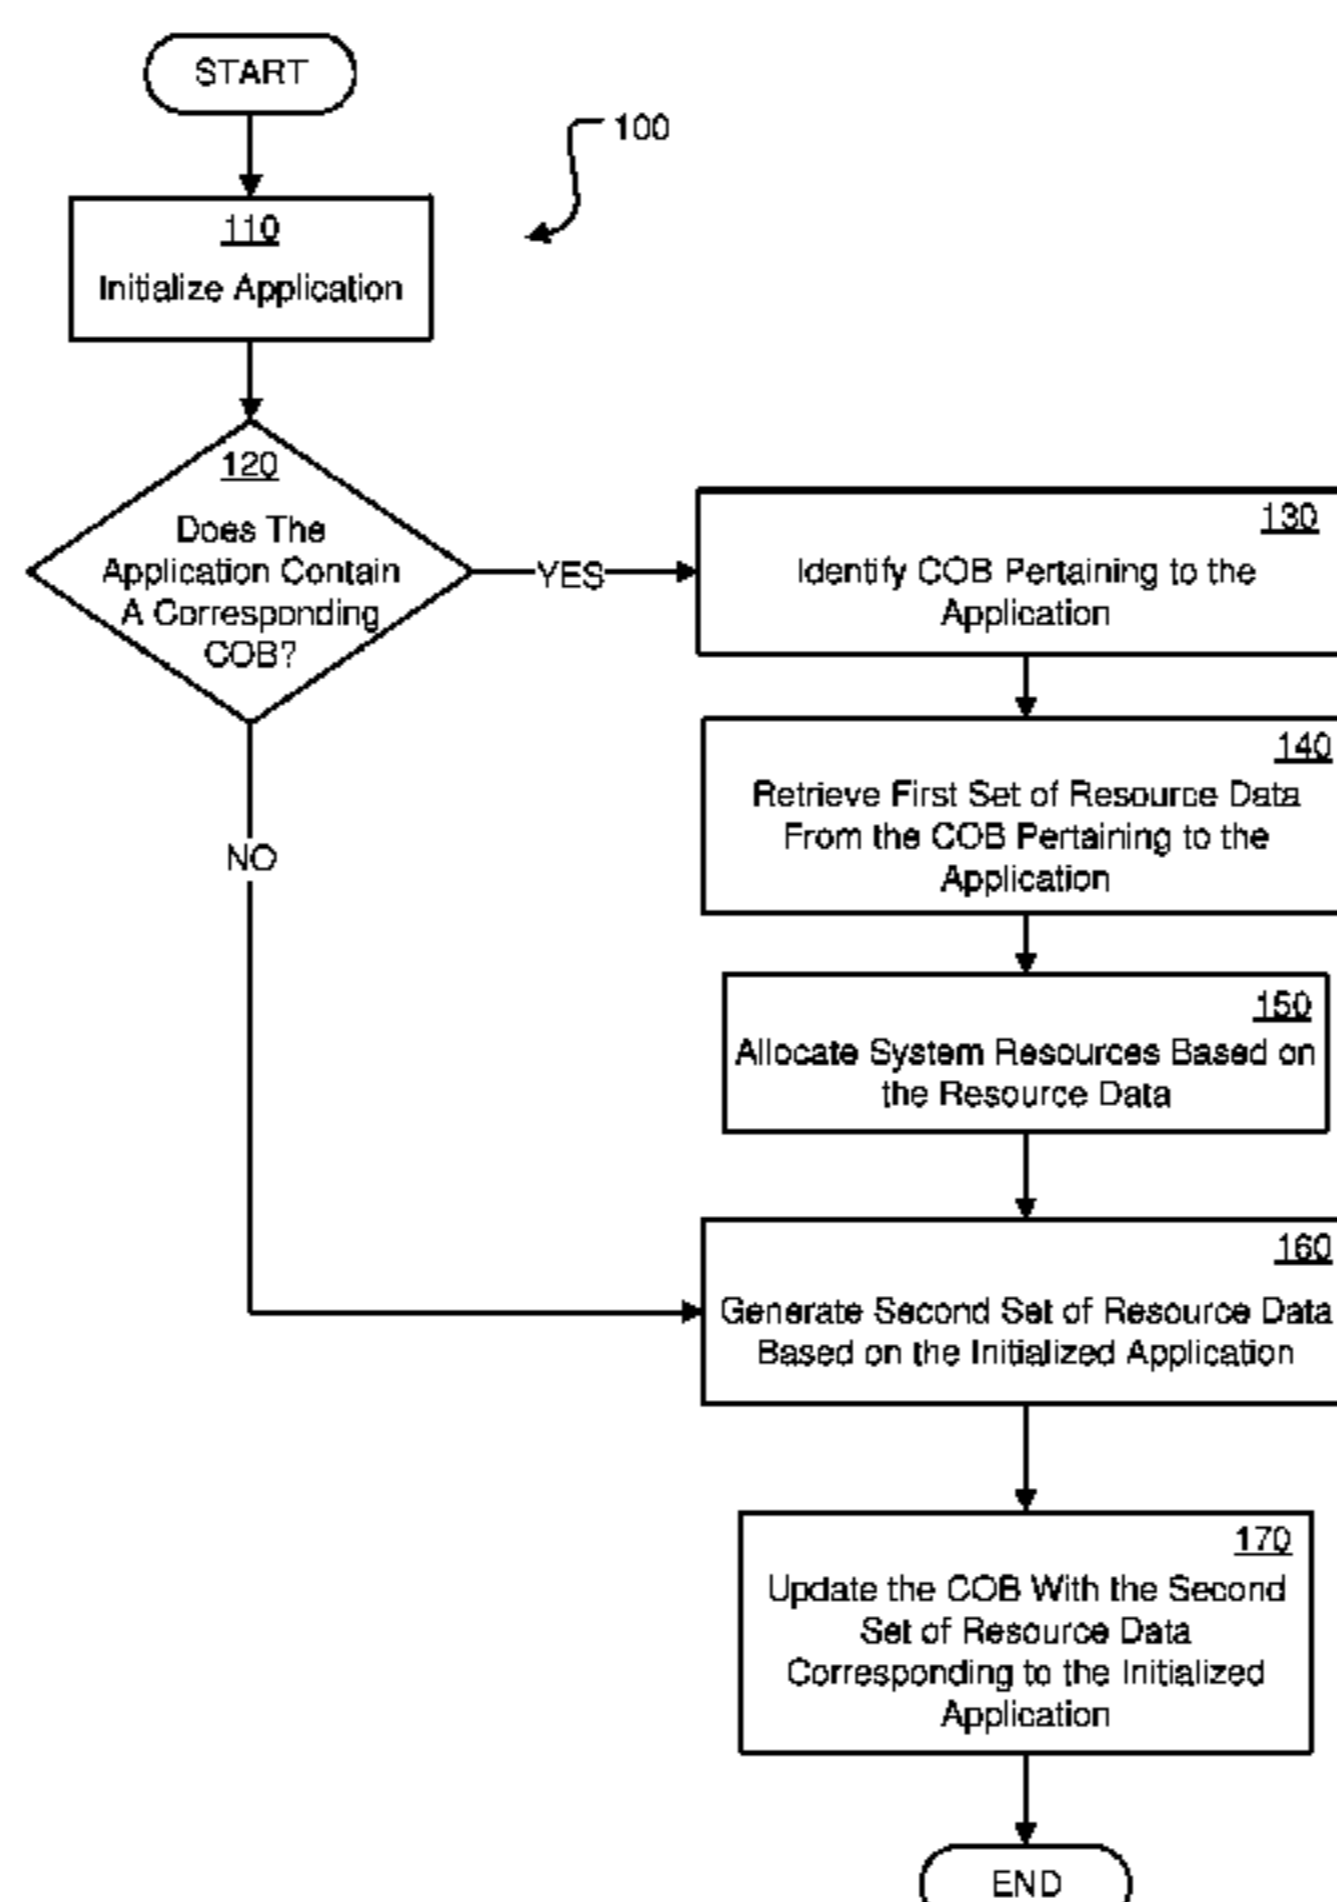 START
100
110
Initialize Application
120
Does The
Application Contain
A Corresponding
COB?
YES
130
Identify COB Pertaining to the
Application
140
Retrieve First Set of Resource Data
From the COB Pertaining to the
Application
150
Allocate System Resources Based on
the Resource Data
NO
160
Generate Second Set of Resource Data
Based on the Initialized Application
170
Update the COB With the Second
Set of Resource Data
Corresponding to the Initialized
Application
END